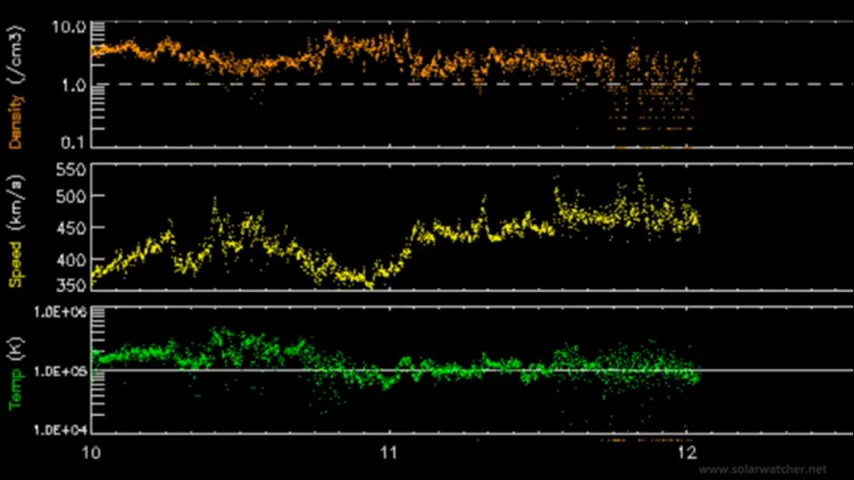 10.0
1.0
0.1
Density (/cm3)
550
500
450
400
350
Speed (km/s)
1.0E+06
1.0E+05
1.0E+04
Temp (K)
10 11 12
www.solarwatcher.net